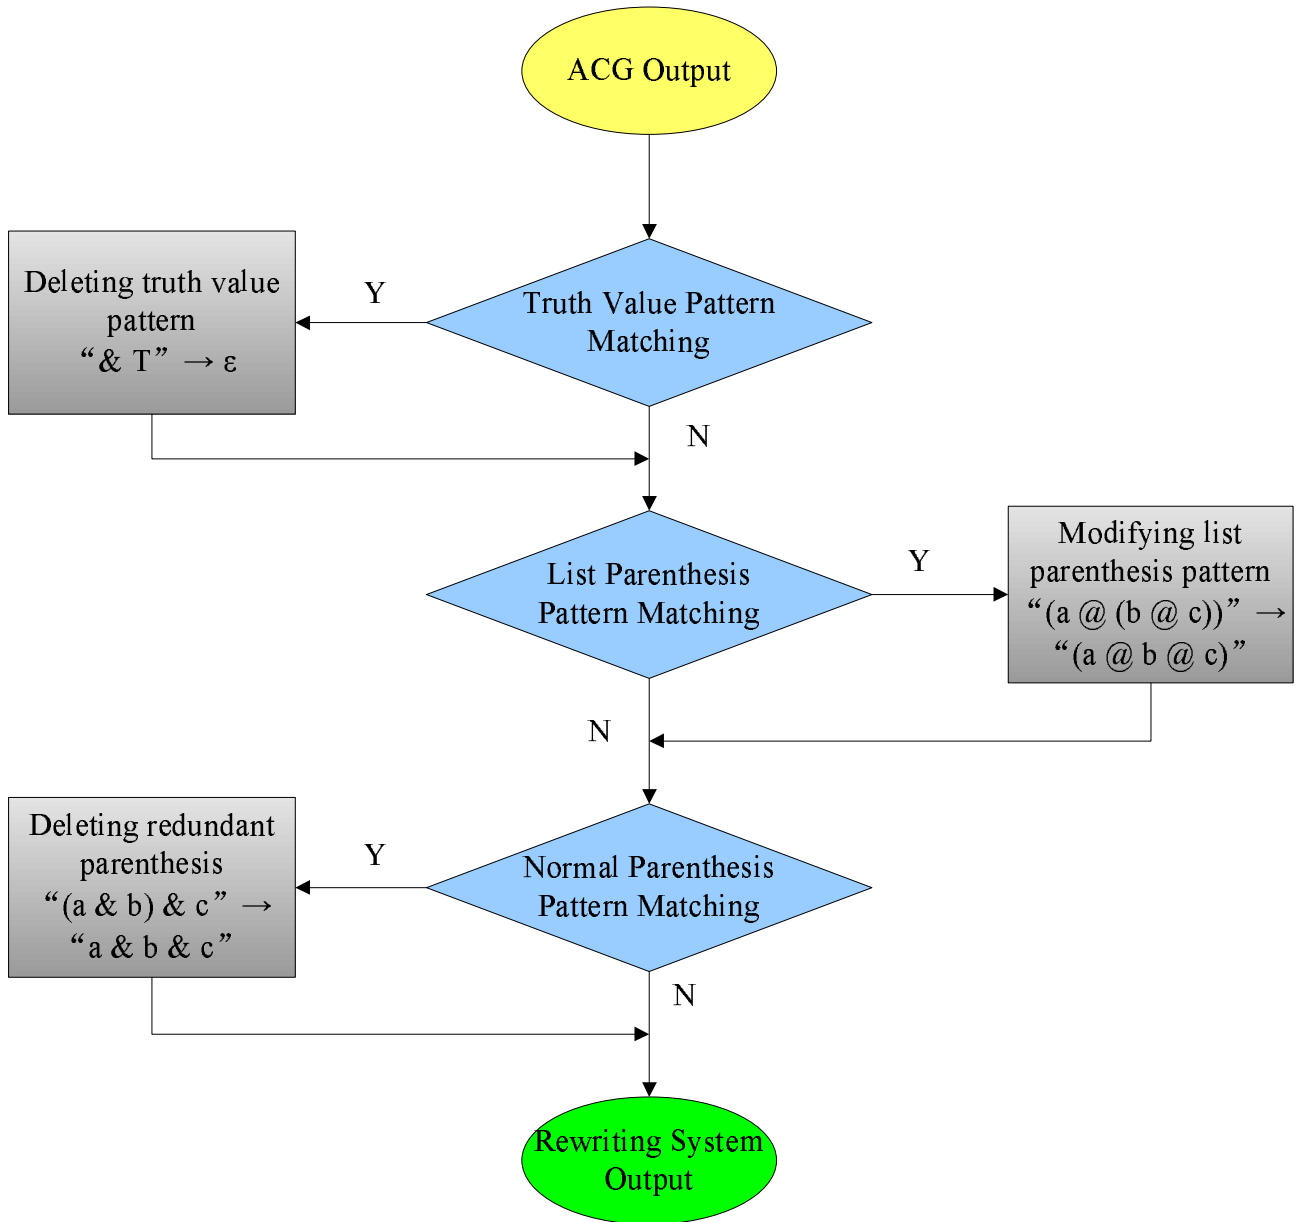 ACG Output
Deleting truth value
pattern
“& T” → ε
Y
Truth Value Pattern
Matching
N
List Parenthesis
Pattern Matching
Y
Modifying list
parenthesis pattern
“(a @ (b @ c))” →
“(a @ b @ c)”
N
Deleting redundant
parenthesis
“(a & b) & c” →
“a & b & c”
Y
Normal Parenthesis
Pattern Matching
N
Rewriting System
Output